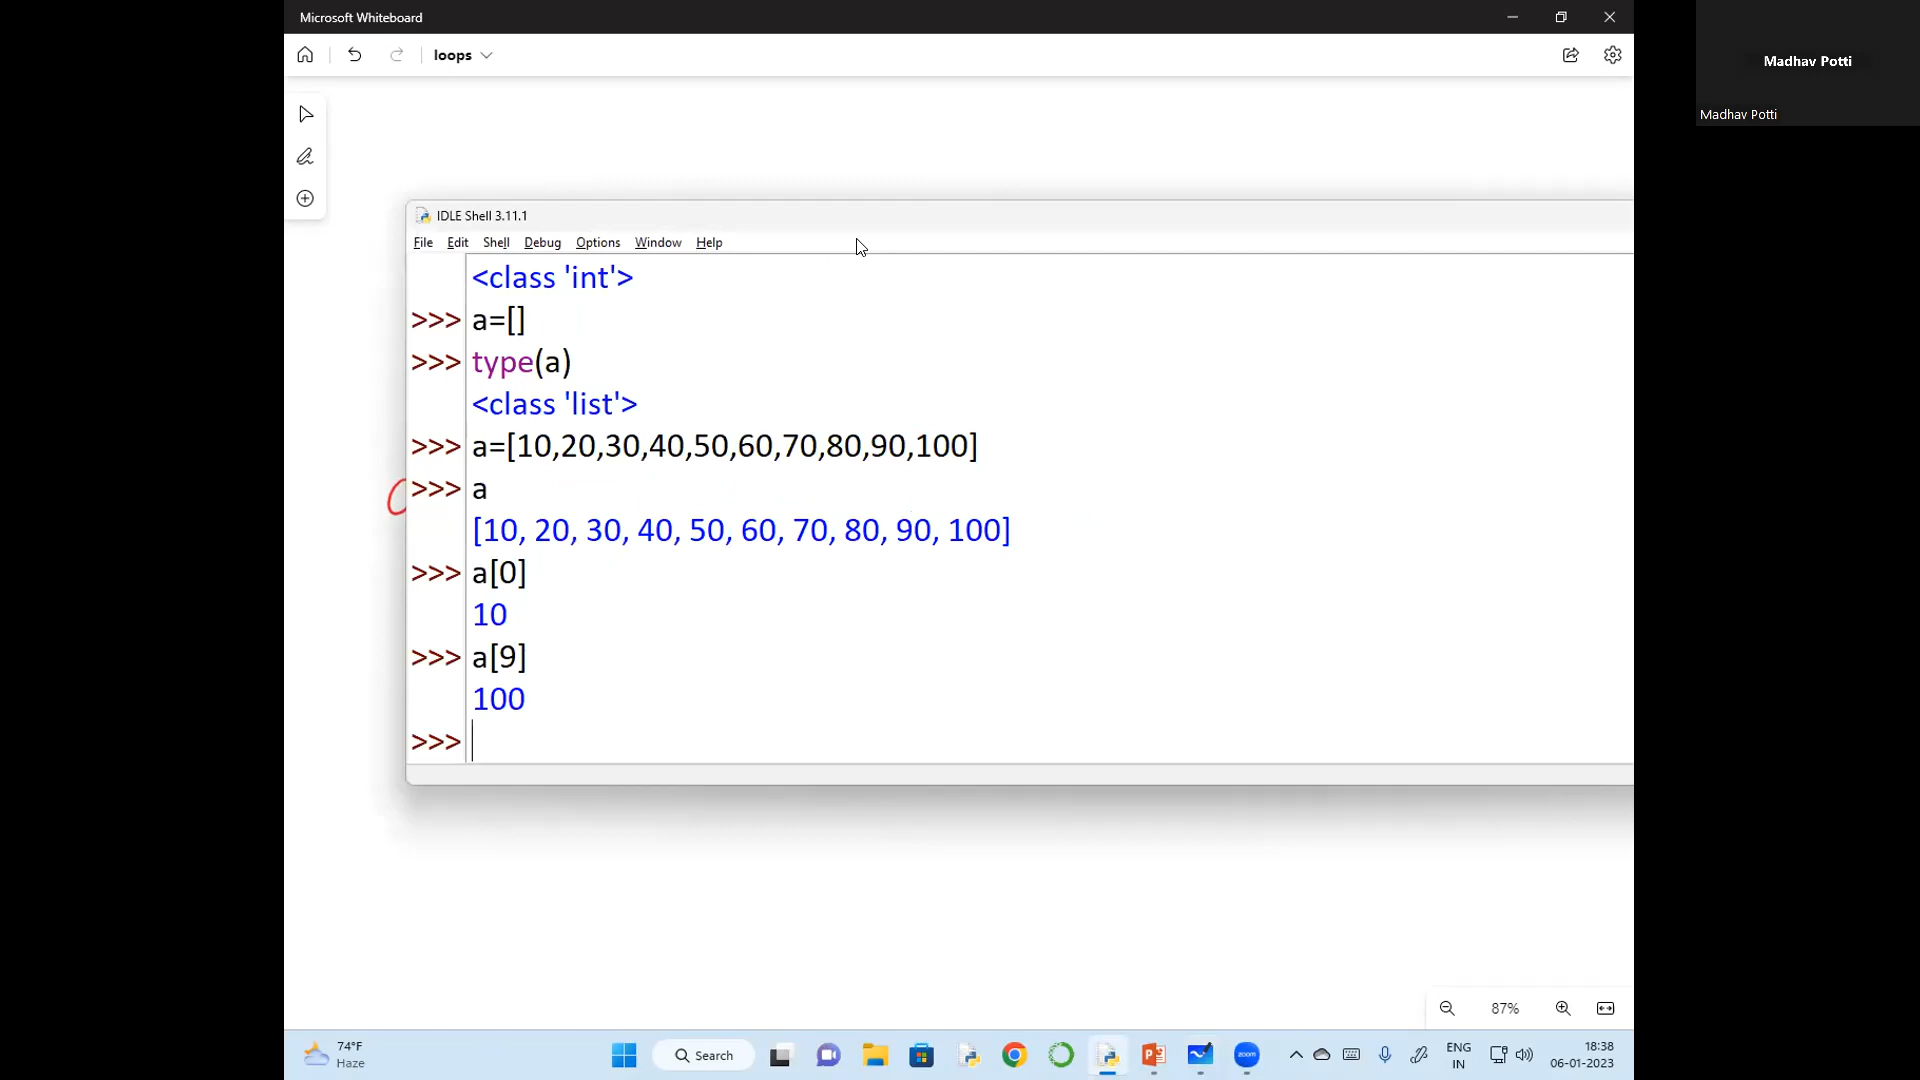 Microsoft Whiteboard
loops
Madhav Potti
Madhav Potti
IDLE Shell 3.11.1
File Edit Shell Debug Options Window Help
<class 'int'>
>>> a=[]
>>> type(a)
<class 'list'>
>>> a=[10,20,30,40,50,60,70,80,90,100]
>>> a
[10, 20, 30, 40, 50, 60, 70, 80, 90, 100]
>>> a[0]
10
>>> a[9]
100
>>>
87%
74°F
Haze
Search
zoom
ENG
IN
18:38
06-01-2023